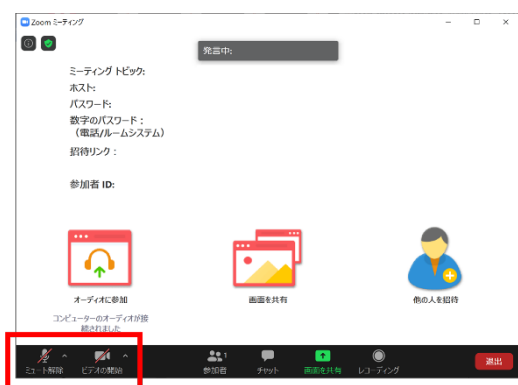 Zoom ミーティング
発言中:
ミーティング トピック:
ホスト:
パスワード:
数字のパスワード：
（電話/ルームシステム）
招待リンク：
参加者 ID:
オーディオに参加
画面を共有
他の人を招待
コンピューターのオーディオが接
続されました
ミュート解除
ビデオの開始
1
参加者
チャット
画面を共有
レコーディング
退出